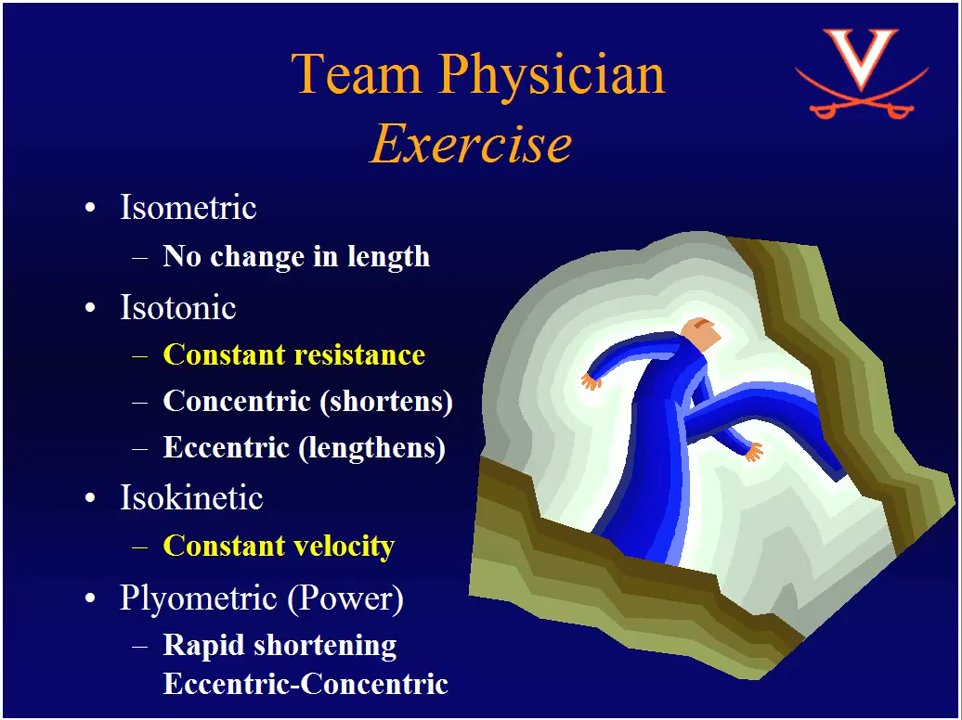 V
Team Physician
Exercise
• Isometric
– No change in length
• Isotonic
– Constant resistance
– Concentric (shortens)
– Eccentric (lengthens)
• Isokinetic
– Constant velocity
• Plyometric (Power)
– Rapid shortening
Eccentric-Concentric